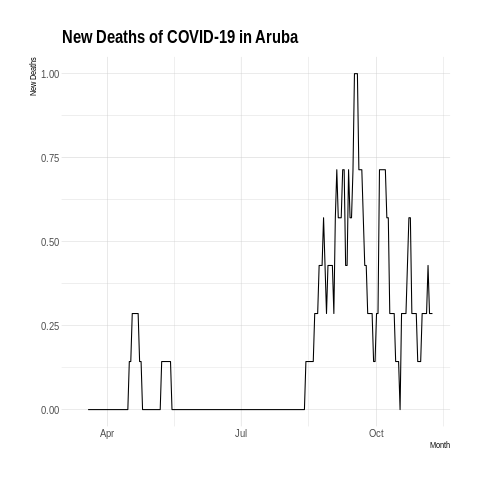 New Deaths of COVID-19 in Aruba
New Deaths
1.00
0.75
0.50
0.25
0.00
Apr
Jul
Oct
Month